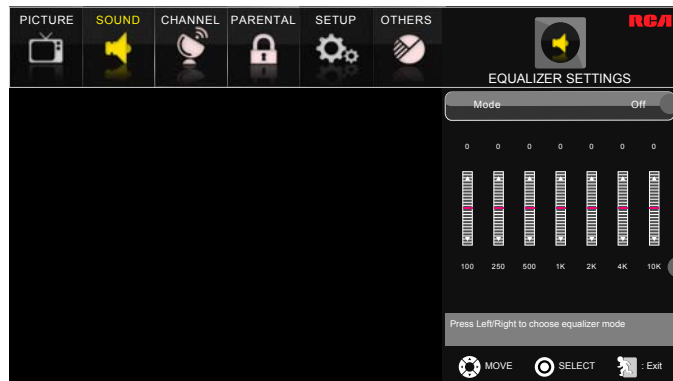 PICTURE SOUND CHANNEL PARENTAL SETUP OTHERS
RCA
EQUALIZER SETTINGS
Mode Off
0 0 0 0 0 0 0
100 250 500 1K 2K 4K 10K
Press Left/Right to choose equalizer mode
MOVE SELECT : Exit